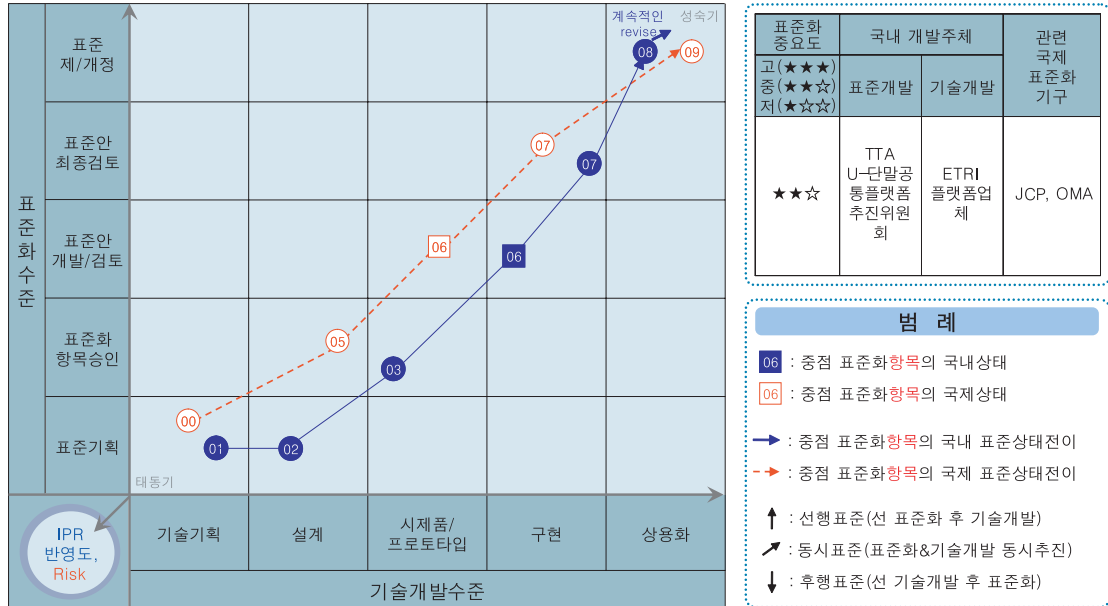 표준화수준
표준
제/개정
표준안
최종검토
표준안
개발/검토
표준화
항목승인
표준기획
계속적인
revise
성숙기
08
09
07
07
06
06
05
03
00
01
02
태동기
IPR
반영도,
Risk
기술기획
설계
시제품/
프로토타입
구현
상용화
기술개발수준
표준화
중요도
국내 개발주체
관련
국제
표준화
기구
고(★★★)
중(★★☆)
저(★☆☆)
표준개발
기술개발
★★☆
TTA
U-단말공
통플랫폼
추진위원
회
ETRI
플랫폼업
체
JCP, OMA
범 례
06 : 중점 표준화항목의 국내상태
06 : 중점 표준화항목의 국제상태
: 중점 표준화항목의 국내 표준상태전이
: 중점 표준화항목의 국제 표준상태전이
: 선행표준(선 표준화 후 기술개발)
: 동시표준(표준화&기술개발 동시추진)
: 후행표준(선 기술개발 후 표준화)